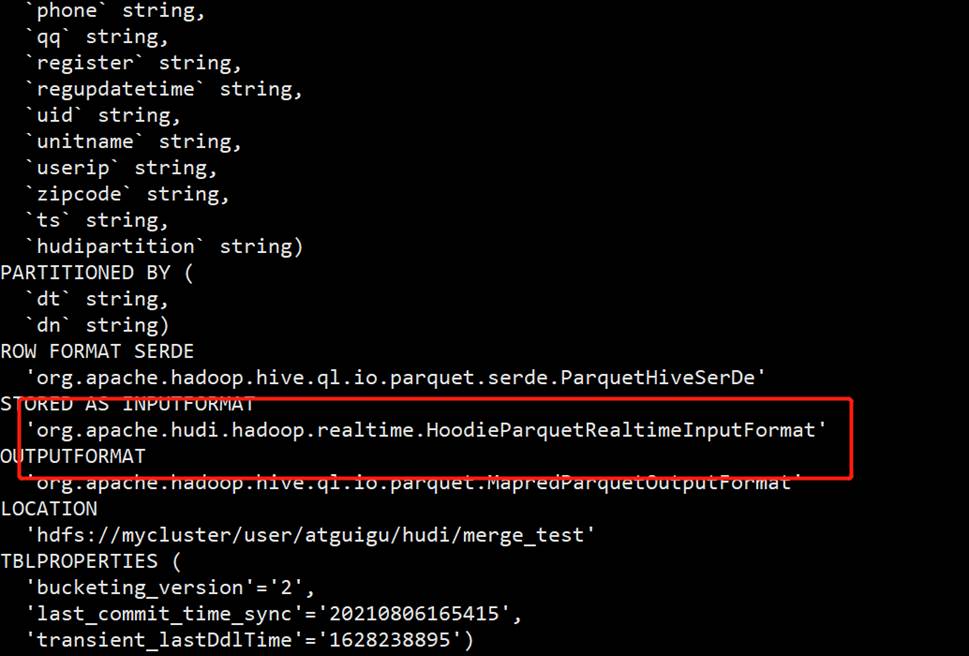 `phone` string,
`qq` string,
`register` string,
`regupdatetime` string,
`uid` string,
`unitname` string,
`userip` string,
`zipcode` string,
`ts` string,
`hudipartition` string)
PARTITIONED BY (
`dt` string,
`dn` string)
ROW FORMAT SERDE
'org.apache.hadoop.hive.ql.io.parquet.serde.ParquetHiveSerDe'
STORED AS INPUTFORMAT
'org.apache.hudi.hadoop.realtime.HoodieParquetRealtimeInputFormat'
OUTPUTFORMAT
'org.apache.hadoop.hive.ql.io.parquet.MapredParquetOutputFormat'
LOCATION
'hdfs://mycluster/user/atguigu/hudi/merge_test'
TBLPROPERTIES (
'bucketing_version'='2',
'last_commit_time_sync'='20210806165415',
'transient_lastDdlTime'='1628238895')